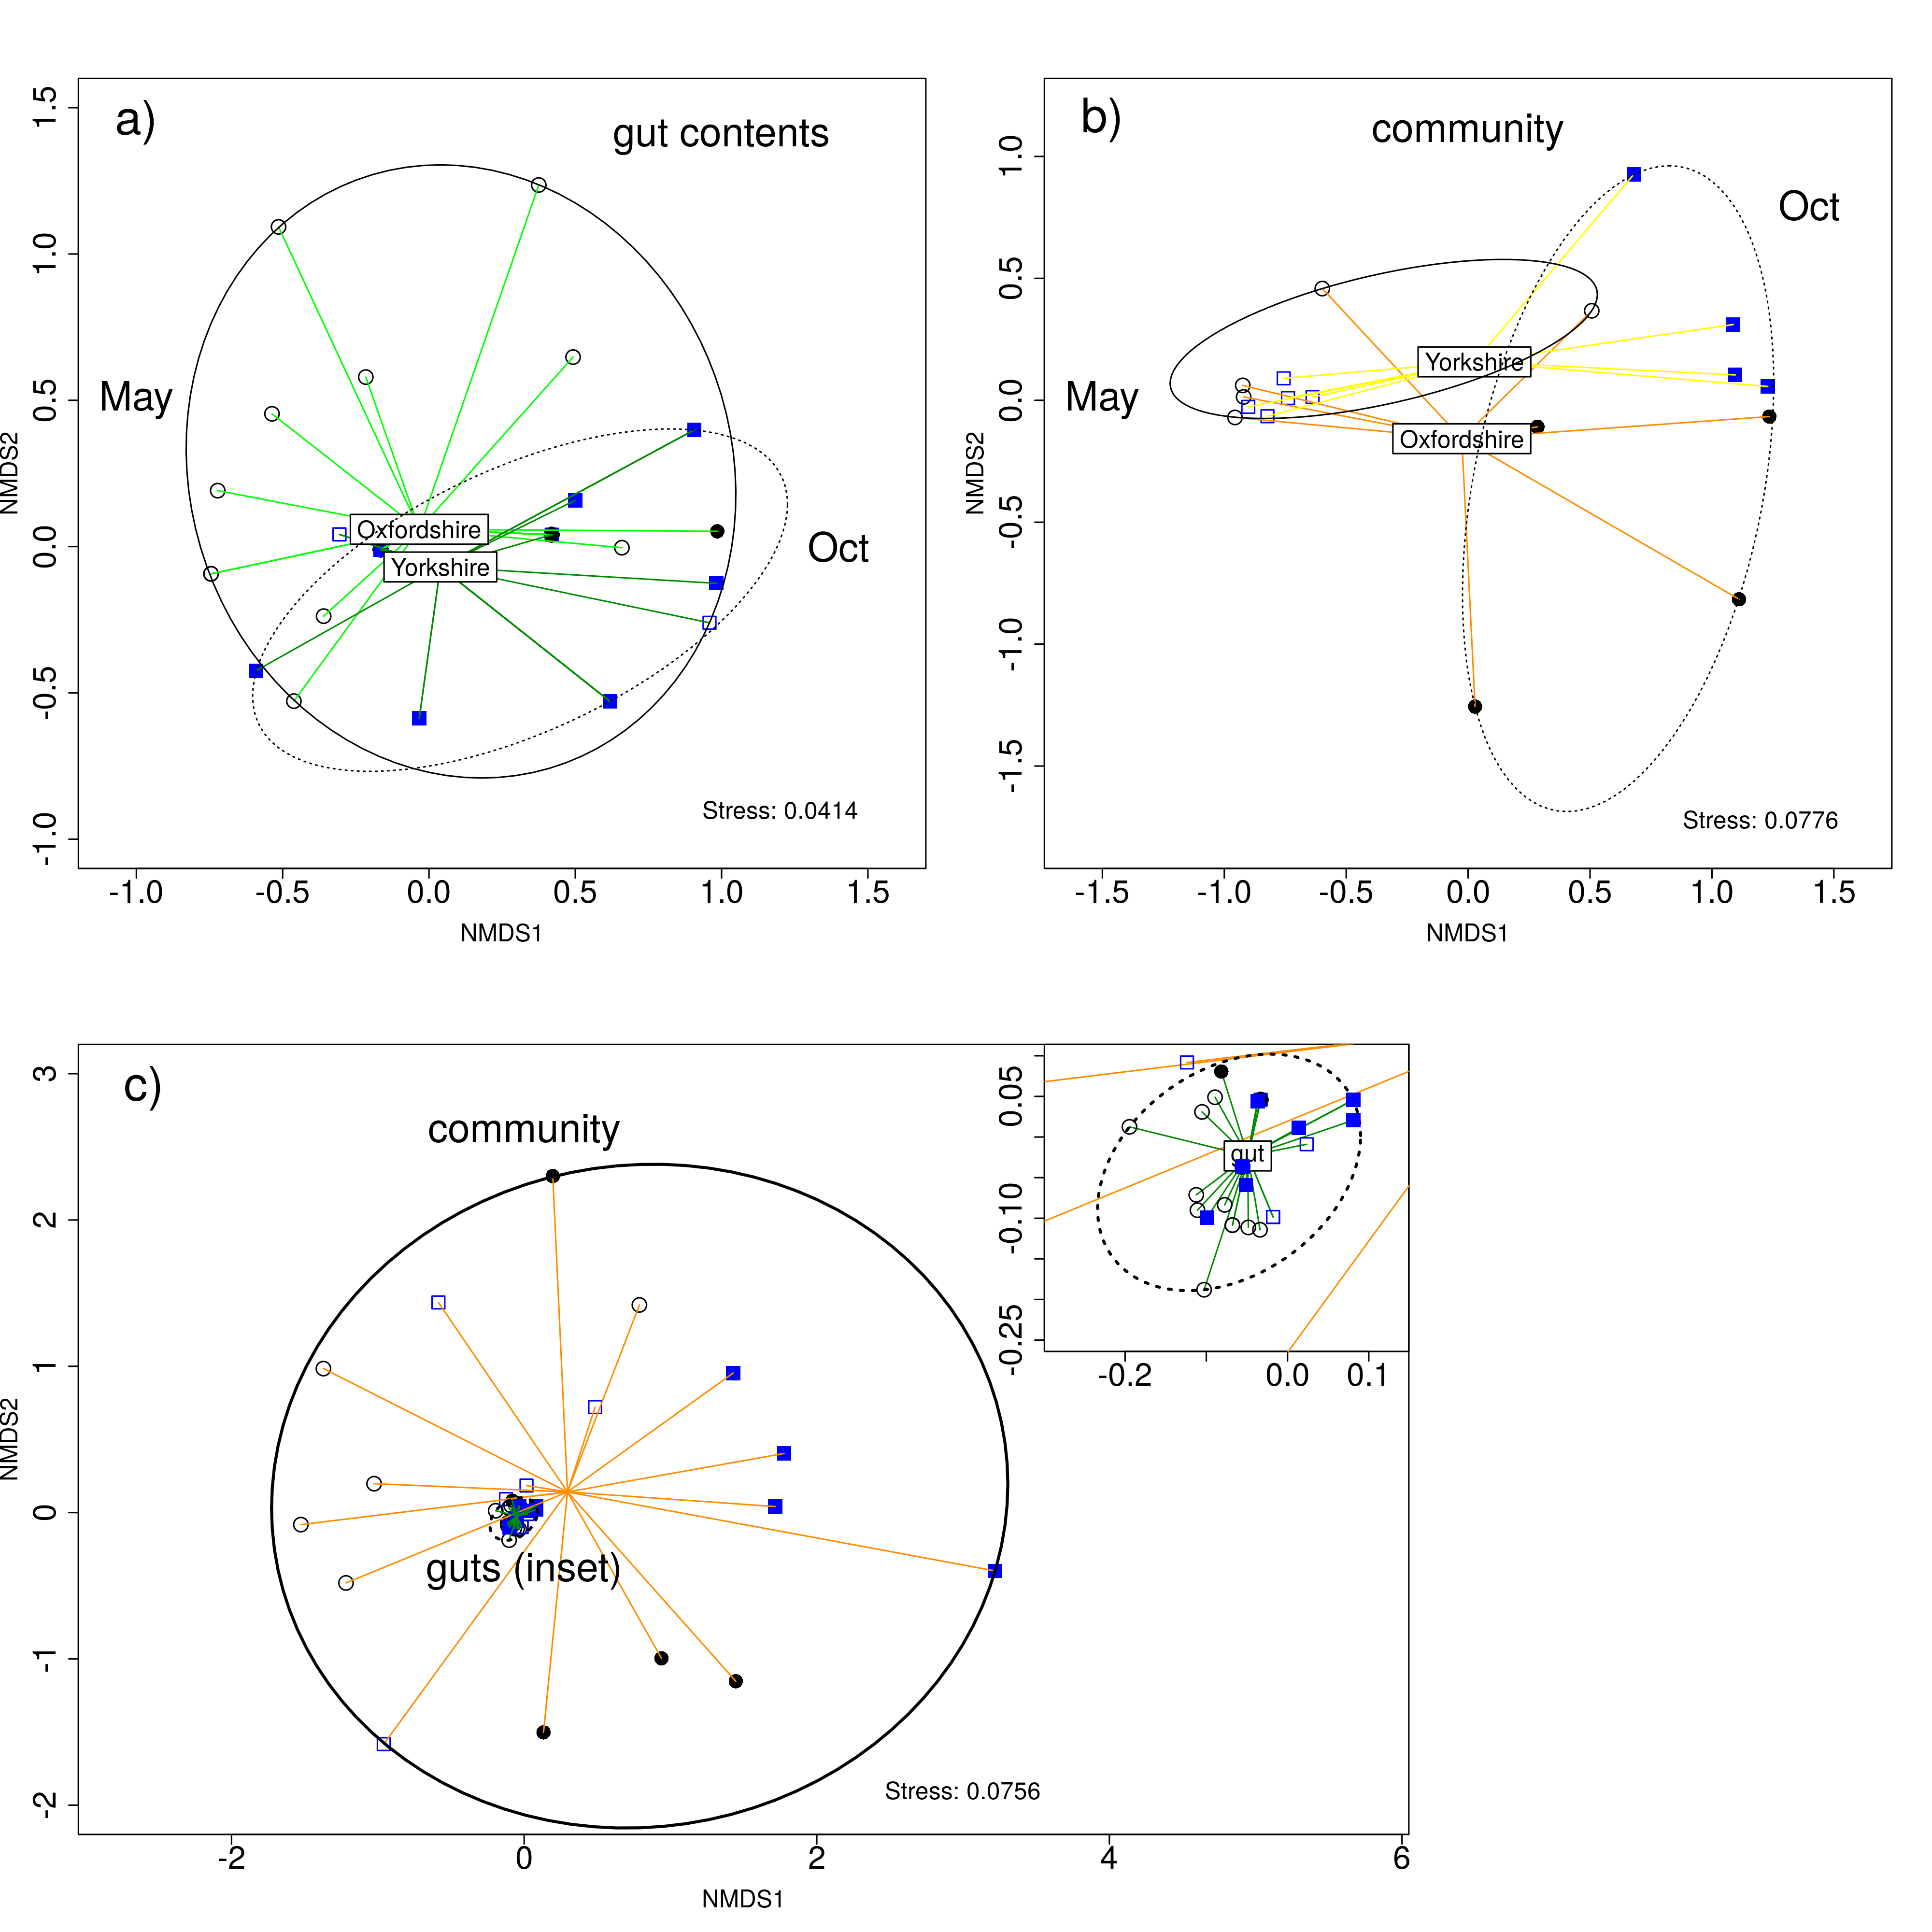 a)
gut contents
1.5
1.0
0.5
0.0
-0.5
-1.0
NMDS2
May
Oxfordshire
Yorkshire
Oct
Stress: 0.0414
-1.0 -0.5 0.0 0.5 1.0 1.5
NMDS1
b)
community
Oct
1.0
0.5
0.0
-0.5
-1.0
-1.5
NMDS2
May
Yorkshire
Oxfordshire
Stress: 0.0776
-1.5 -1.0 -0.5 0.0 0.5 1.0 1.5
NMDS1
c)
community
3
2
1
0
-1
-2
NMDS2
guts (inset)
Stress: 0.0756
-2 0 2 4 6
NMDS1
0.05
-0.10
-0.25
gut
-0.2 0.0 0.1